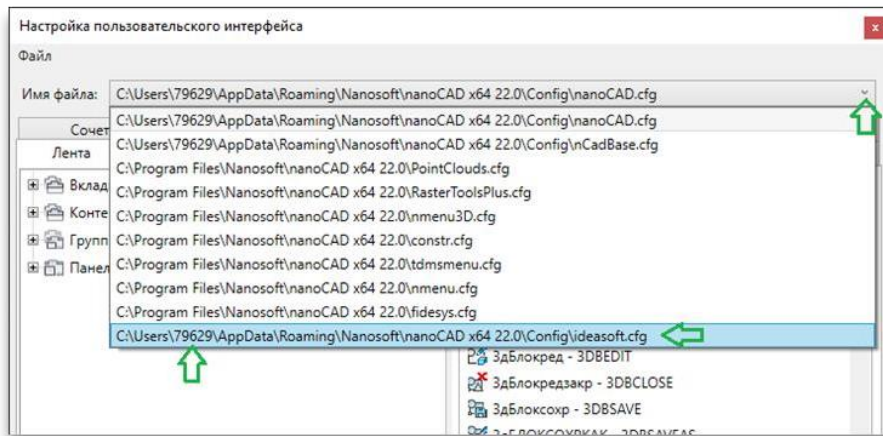 Настройка пользовательского интерфейса
x
Файл
Имя файла: C:\Users\79629\AppData\Roaming\Nanosoft\nanoCAD x64 22.0\Config\nanoCAD.cfg
C:\Users\79629\AppData\Roaming\Nanosoft\nanoCAD x64 22.0\Config\nanoCAD.cfg
Сочет
C:\Users\79629\AppData\Roaming\Nanosoft\nanoCAD x64 22.0\Config\nCadBase.cfg
Лента
C:\Program Files\Nanosoft\nanoCAD x64 22.0\PointClouds.cfg
Вклад
C:\Program Files\Nanosoft\nanoCAD x64 22.0\RasterToolsPlus.cfg
Конте
C:\Program Files\Nanosoft\nanoCAD x64 22.0\nmenu3D.cfg
C:\Program Files\Nanosoft\nanoCAD x64 22.0\constr.cfg
Групп
C:\Program Files\Nanosoft\nanoCAD x64 22.0\tdmsmenu.cfg
Панел
C:\Program Files\Nanosoft\nanoCAD x64 22.0\nmenu.cfg
C:\Program Files\Nanosoft\nanoCAD x64 22.0\fidesys.cfg
C:\Users\79629\AppData\Roaming\Nanosoft\nanoCAD x64 22.0\Config\ideasoft.cfg
3дБлокред - 3DBEDIT
3дБлокредзакр - 3DBCLOSE
3дБлоксохр - 3DBSAVE